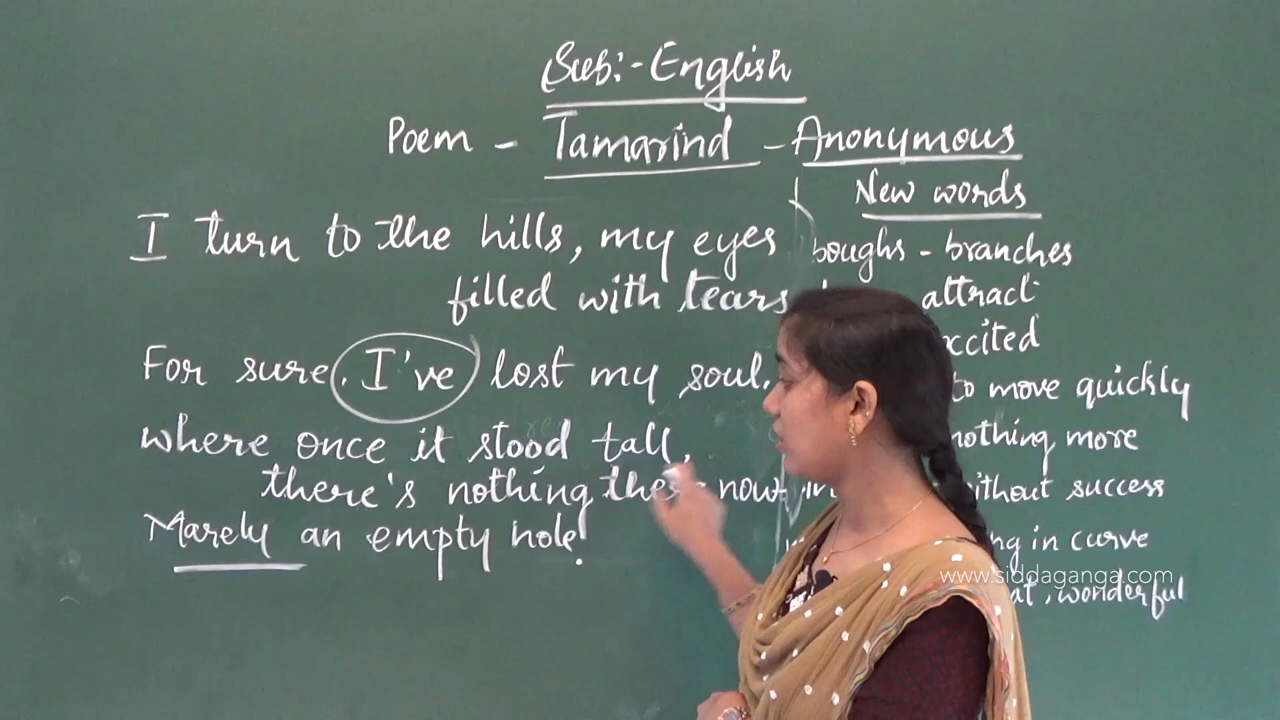 Sub:- English
Poem - Tamarind - Anonymous
I turn to the hills, my eyes
filled with tears
For sure, I've lost my soul.
where once it stood tall,
there's nothing there now
Marely an empty hole!
New words
boughs - branches
attract
excited
to move quickly
nothing more
without success
in curve
wonderful
www.siddaganga.com